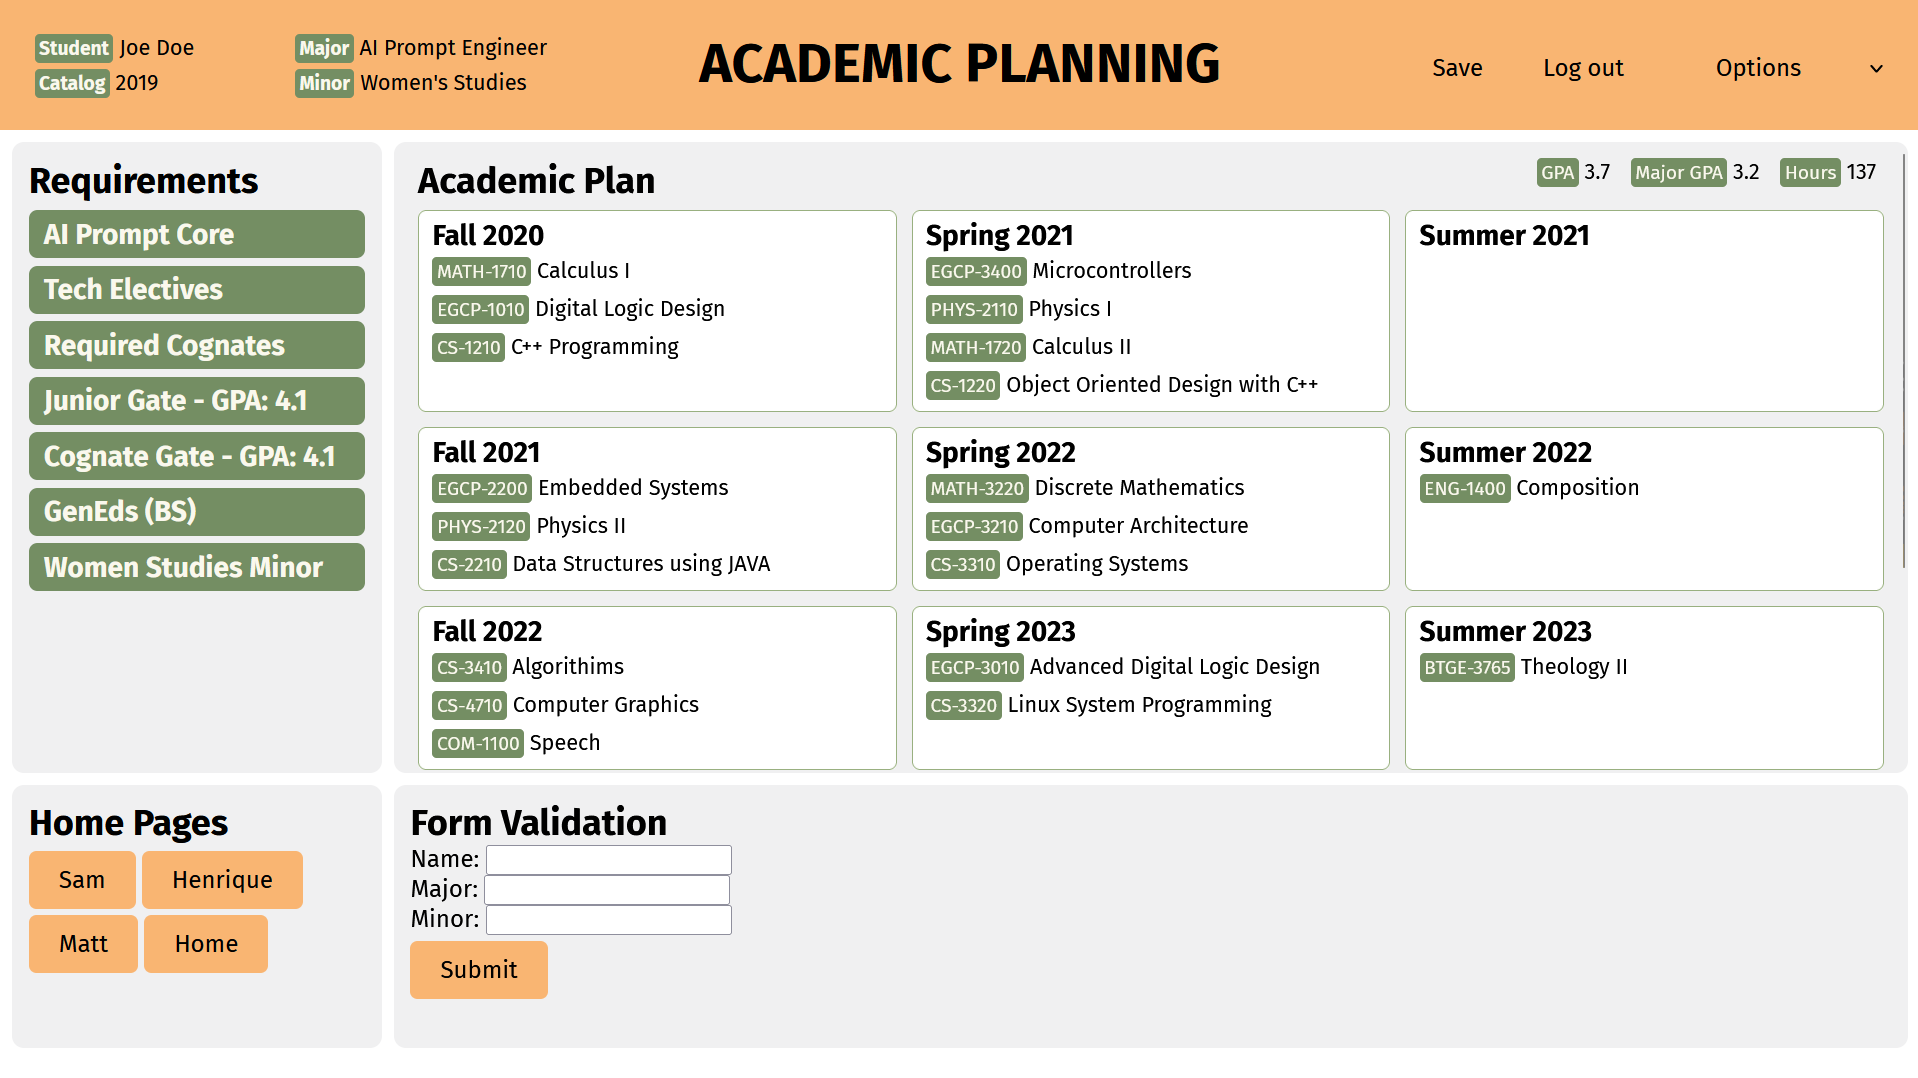 Student Joe Doe
Catalog 2019
Major AI Prompt Engineer
Minor Women's Studies
ACADEMIC PLANNING
Save
Log out
Options
Requirements
AI Prompt Core
Tech Electives
Required Cognates
Junior Gate - GPA: 4.1
Cognate Gate - GPA: 4.1
GenEds (BS)
Women Studies Minor
Academic Plan
GPA 3.7
Major GPA 3.2
Hours 137
Fall 2020
MATH-1710 Calculus I
EGCP-1010 Digital Logic Design
CS-1210 C++ Programming
Spring 2021
EGCP-3400 Microcontrollers
PHYS-2110 Physics I
MATH-1720 Calculus II
CS-1220 Object Oriented Design with C++
Summer 2021
Fall 2021
EGCP-2200 Embedded Systems
PHYS-2120 Physics II
CS-2210 Data Structures using JAVA
Spring 2022
MATH-3220 Discrete Mathematics
EGCP-3210 Computer Architecture
CS-3310 Operating Systems
Summer 2022
ENG-1400 Composition
Fall 2022
CS-3410 Algorithims
CS-4710 Computer Graphics
COM-1100 Speech
Spring 2023
EGCP-3010 Advanced Digital Logic Design
CS-3320 Linux System Programming
Summer 2023
BTGE-3765 Theology II
Home Pages
Sam
Henrique
Matt
Home
Form Validation
Name:
Major:
Minor:
Submit